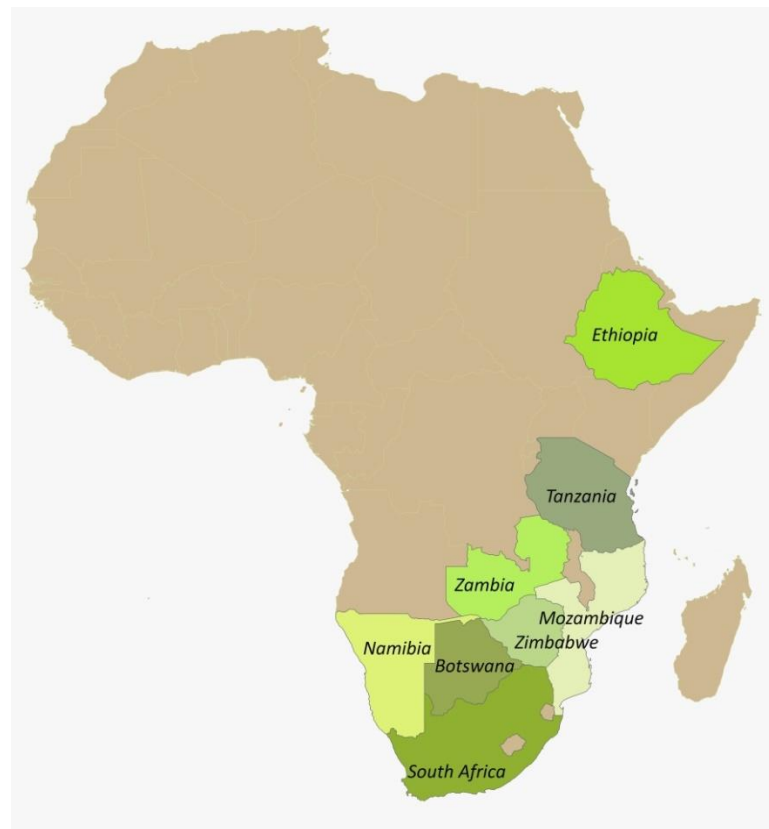 Ethiopia
Tanzania
Zambia
Mozambique
Zimbabwe
Namibia
Botswana
South Africa